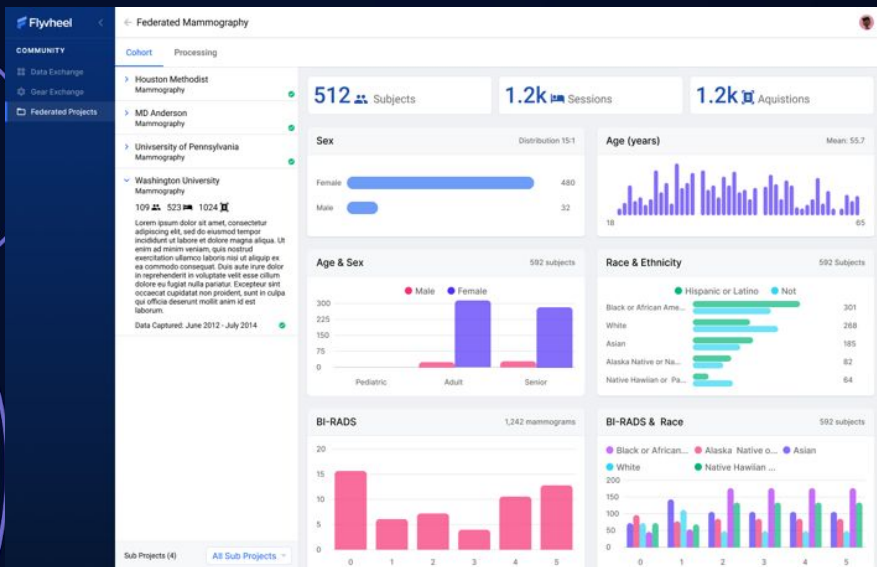 Flywheel
Federated Mammography
COMMUNITY
Data Exchange
Gear Exchange
Federated Projects
Cohort Processing
Houston Methodist
Mammography
MD Anderson
Mammography
Univsersity of Pennsylvania
Mammography
Washington University
Mammography
109 523 1024
Lorem ipsum dolor sit amet, consectetur
adipiscing elit, sed do eiusmod tempor
incididunt ut labore et dolore magna aliqua. Ut
enim ad minim veniam, quis nostrud
exercitation ullamco laboris nisi ut aliquip ex
ea commodo consequat. Duis aute irure dolor
in reprehenderit in voluptate velit esse cillum
dolore eu fugiat nulla pariatur. Excepteur sint
occaecat cupidatat non proident, sunt in culpa
qui officia deserunt mollit anim id est
laborum.
Data Captured: June 2012 - July 2014
Sub Projects (4) All Sub Projects
512 Subjects
1.2k Sessions
1.2k Aquistions
Sex Distribution 15:1
Female 480
Male 32
Age (years) Mean: 55.7
18 65
Age & Sex 592 subjects
Male Female
300
225
150
75
0
Pediatric Adult Senior
Race & Ethnicity 592 Subjects
Hispanic or Latino Not
Black or African Ame... 301
White 268
Asian 185
Alaska Native or Na... 82
Native Hawiian or Pa... 64
BI-RADS 1,242 mammograms
20
15
10
5
0
0 1 2 3 4 5
BI-RADS & Race 592 subjects
Black or African... Alaska Native o... Asian
White Native Hawiian ...
200
150
100
50
0
0 1 2 3 4 5